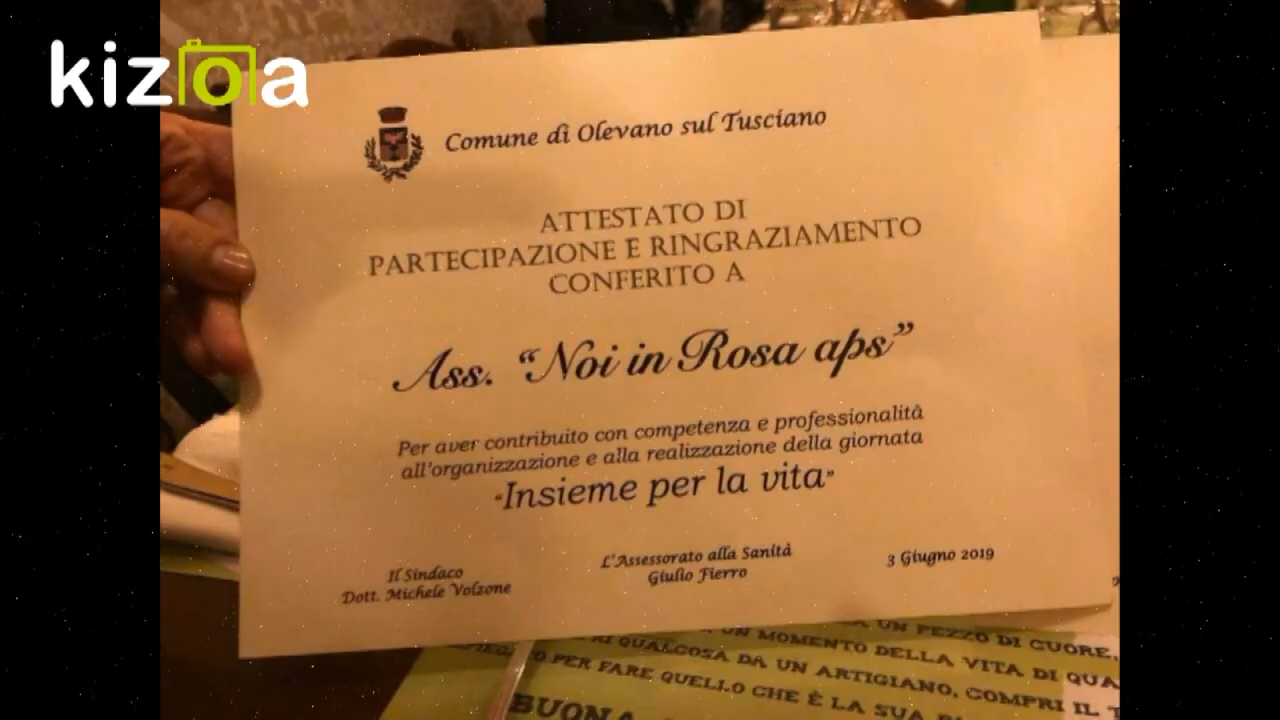 kizoa
Comune di Olevano sul Tusciano
ATTESTATO DI
PARTECIPAZIONE E RINGRAZIAMENTO
CONFERITO A
Ass. “Noi in Rosa aps”
Per aver contribuito con competenza e professionalità
all'organizzazione e alla realizzazione della giornata
“Insieme per la vita”
Il Sindaco
Dott. Michele Volzone
L'Assessorato alla Sanità
Giulio Fierro
3 Giugno 2019
UN PEZZO DI CUORE,
UN MOMENTO DELLA VITA DI
QUALCOSA DA UN ARTIGIANO, COMPRI IL
PER FARE QUELLO CHE È LA SUA
BUONA